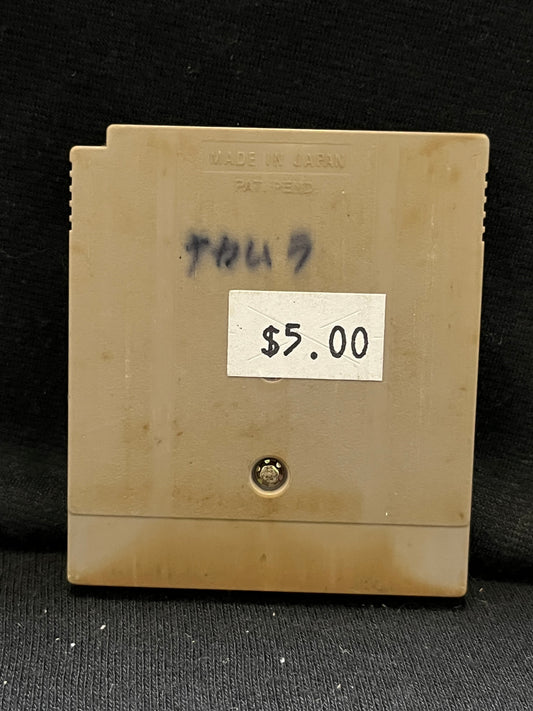 MADE IN JAPAN
PAT. PEND.
ナカムラ
$5.00